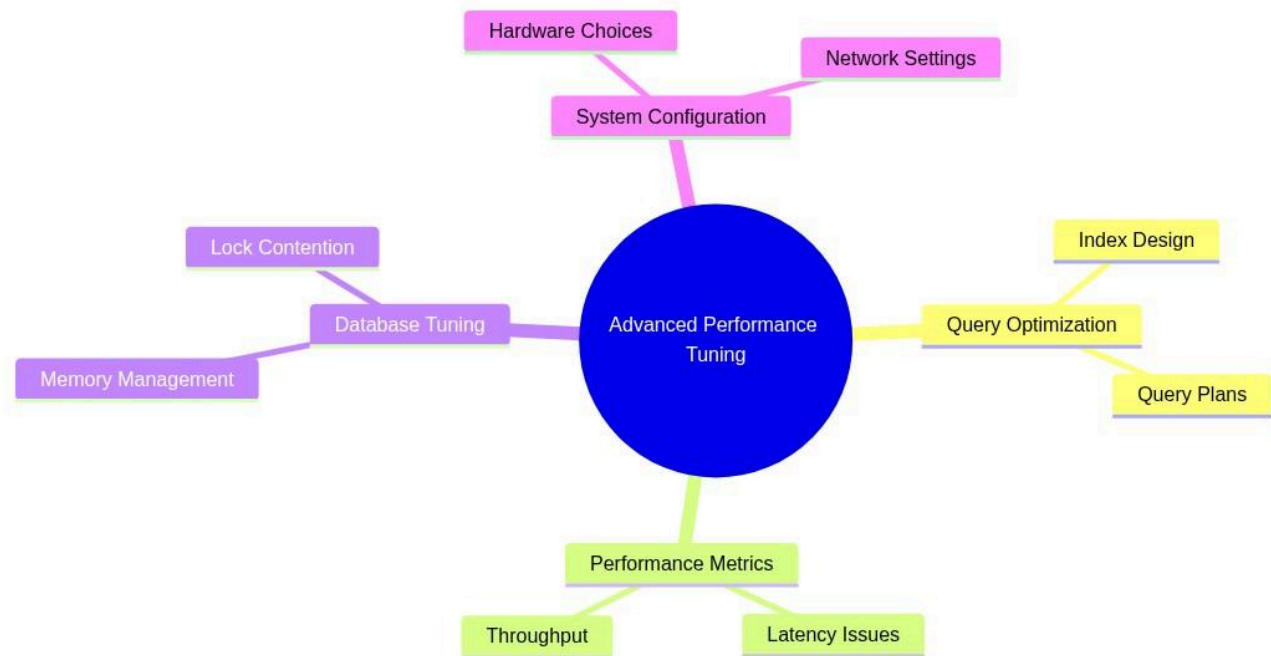 Hardware Choices
Network Settings
System Configuration
Lock Contention
Index Design
Database Tuning
Advanced Performance
Tuning
Query Optimization
Memory Management
Query Plans
Performance Metrics
Throughput
Latency Issues